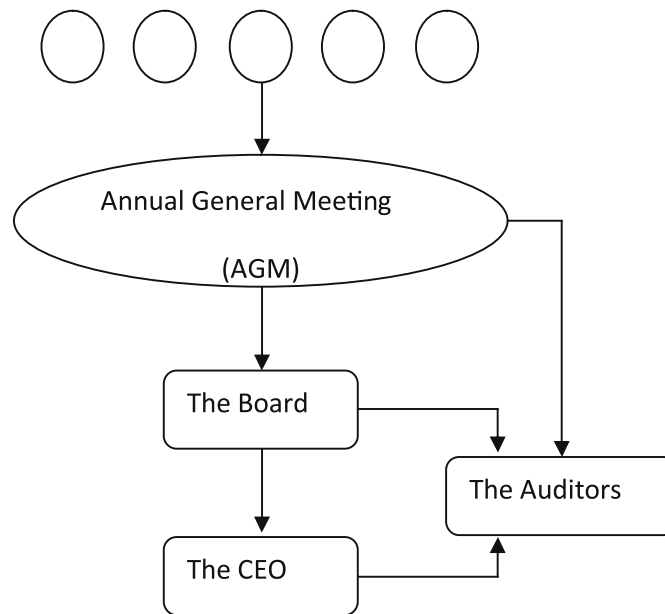 Annual General Meeting
(AGM)
The Board
The Auditors
The CEO